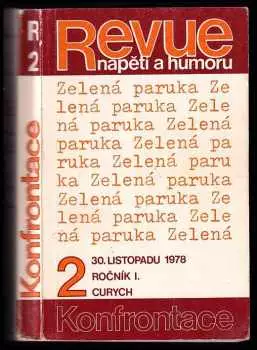 R
2
Konfrontace
Revue
napětí a humoru
Zelená paruka Ze
lená paruka Zele
ná paruka Zelená
paruka Zelená pa
ruka Zelená paru
ka Zelená paruka
Zelená paruka Ze
lená paruka Zele
ná paruka Zelená
2
30. LISTOPADU 1978
ROČNÍK I.
CURYCH
Konfrontace